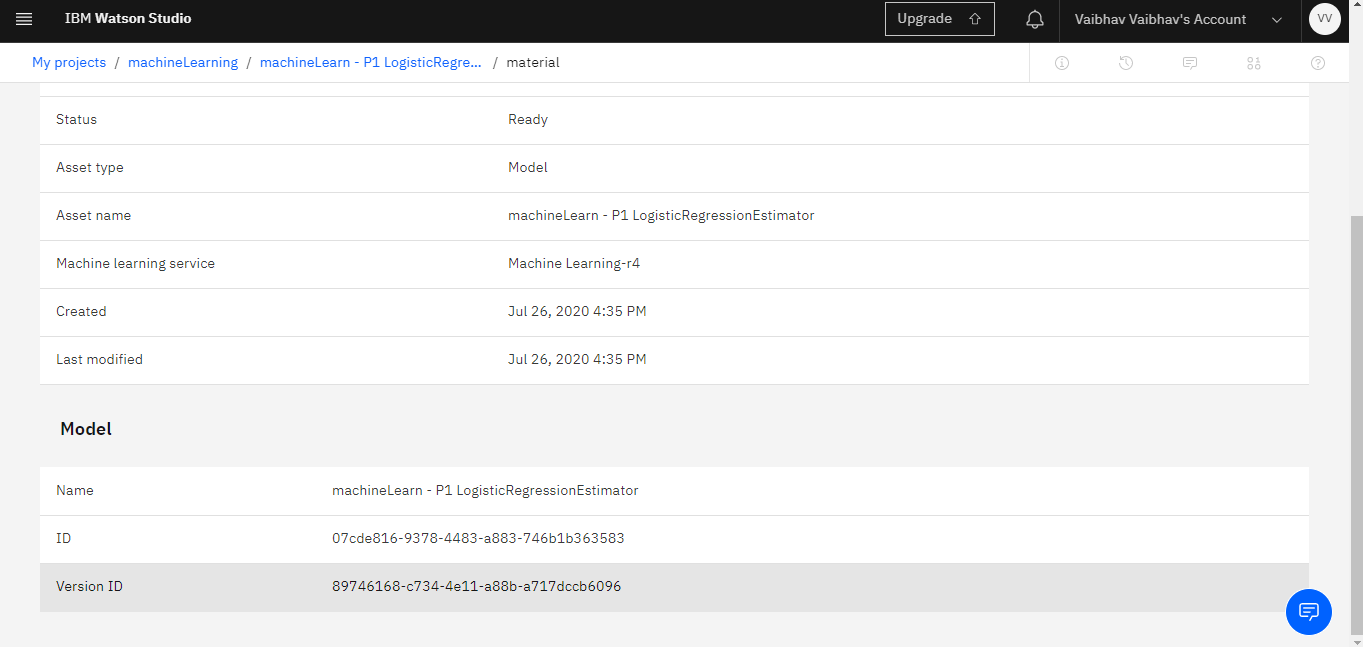 IBM Watson Studio Upgrade Vaibhav Vaibhav's Account VV
My projects / machineLearning / machineLearn - P1 LogisticRegre... / material
Status Ready
Asset type Model
Asset name machineLearn - P1 LogisticRegressionEstimator
Machine learning service Machine Learning-r4
Created Jul 26, 2020 4:35 PM
Last modified Jul 26, 2020 4:35 PM
Model
Name machineLearn - P1 LogisticRegressionEstimator
ID 07cde816-9378-4483-a883-746b1b363583
Version ID 89746168-c734-4e11-a88b-a717dccb6096